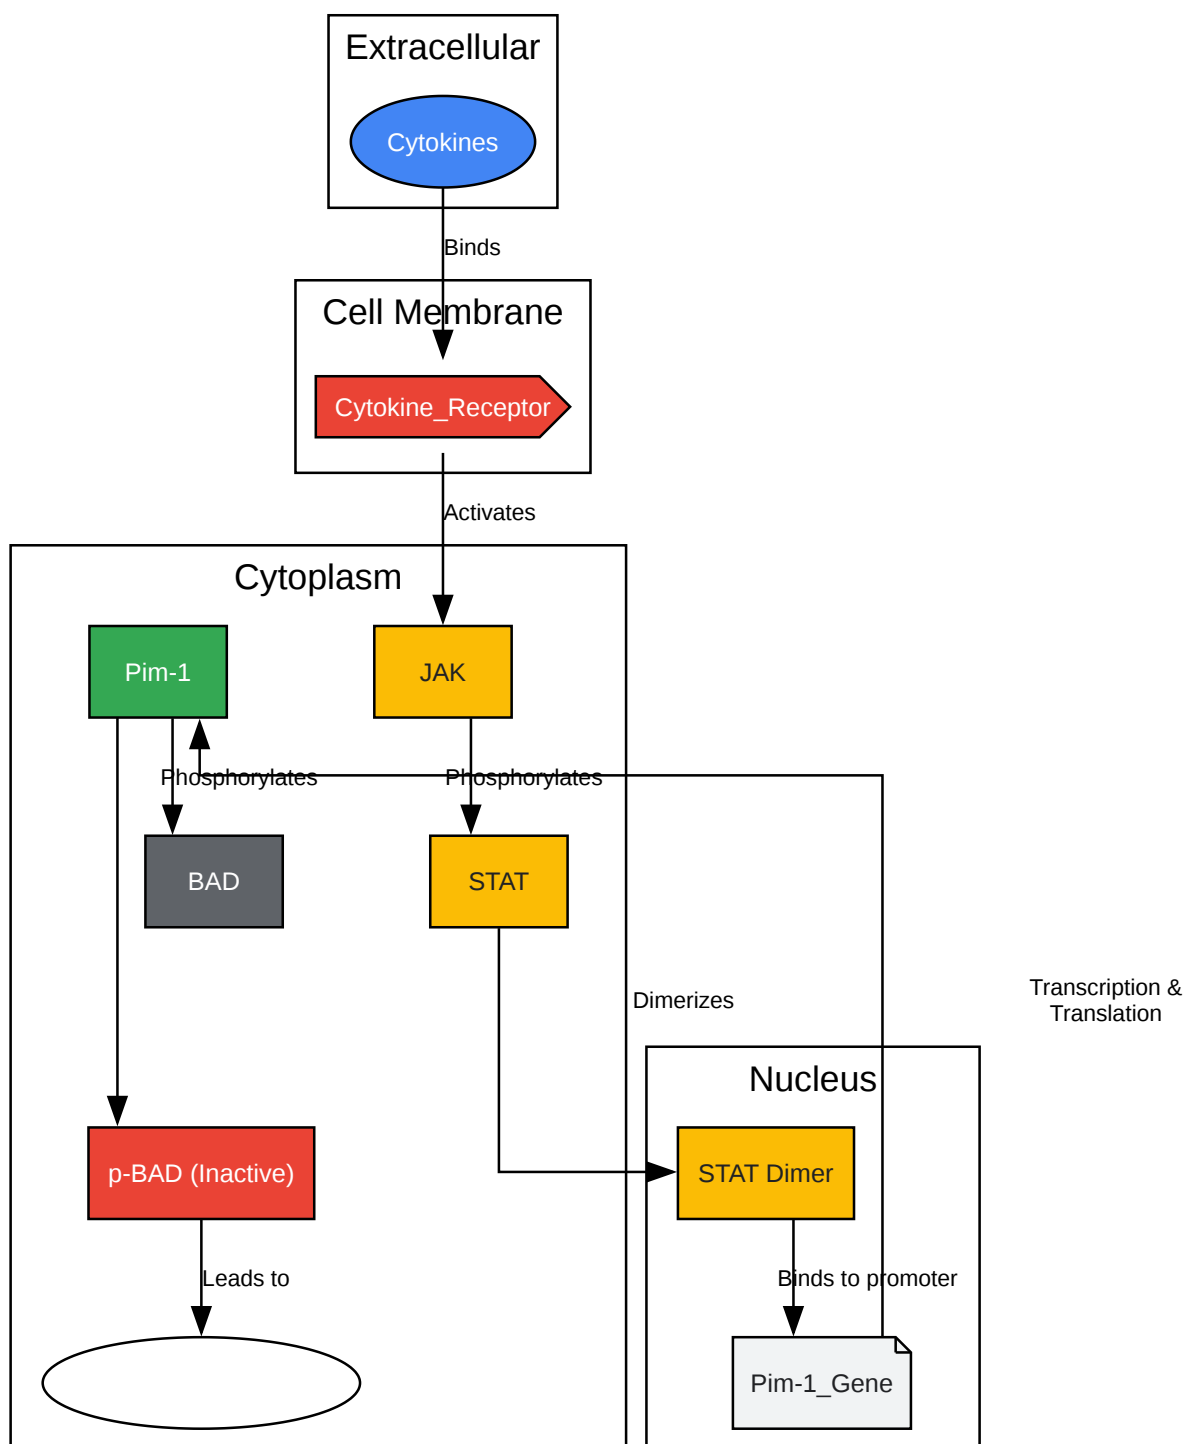 Extracellular
Cytokines
Binds
Cell Membrane
Cytokine_Receptor
Activates
Cytoplasm
Pim-1
JAK
Phosphorylates
Phosphorylates
BAD
STAT
Dimerizes
Transcription &
Translation
Nucleus
p-BAD (Inactive)
STAT Dimer
Leads to
Binds to promoter
Pim-1_Gene